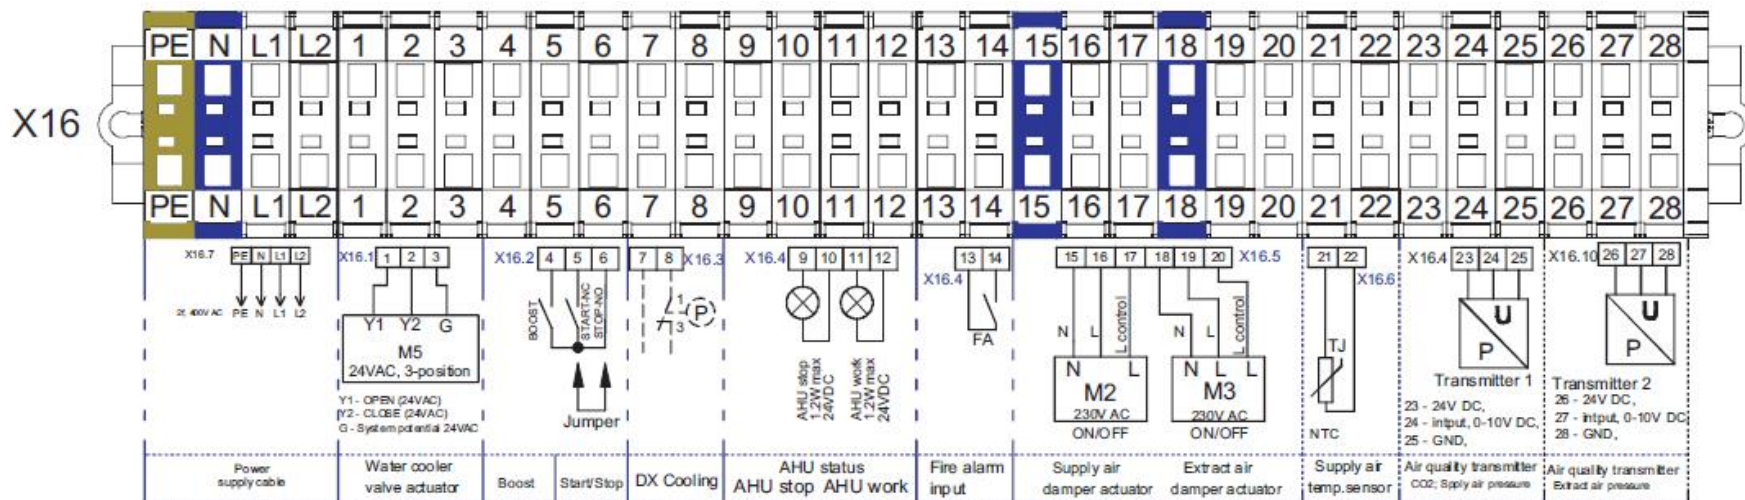 PE N L1 L2 1 2 3 4 5 6 7 8 9 10 11 12 13 14 15 16 17 18 19 20 21 22 23 24 25 26 27 28
X16
PE N L1 L2 1 2 3 4 5 6 7 8 9 10 11 12 13 14 15 16 17 18 19 20 21 22 23 24 25 26 27 28
X16.7 PE N L1 L2
2f, 400V AC PE N L1 L2
Power
supply cable
X16.1 1 2 3
Y1 Y2 G
M5
24VAC, 3-position
Y1 - OPEN (24VAC)
Y2 - CLOSE (24VAC)
G - System potential 24VAC
Water cooler
valve actuator
X16.2 4 5 6
BOOST
START-NC
STOP-NO
Jumper
Boost
Start/Stop
7 8 X16.3
1
3
P
DX Cooling
X16.4 9 10 11 12
AHU stop
1.2W max
24VDC
AHU work
1.2W max
24VDC
AHU status
AHU stop AHU work
13 14
X16.4
FA
Fire alarm
input
15 16 17 18 19 20 X16.5
N L L control
N L
M2
230V AC
ON/OFF
Supply air
damper actuator
N L L control
N L L
M3
230V AC
ON/OFF
Extract air
damper actuator
21 22
X16.6
TJ
NTC
Supply air
temp.sensor
X16.4 23 24 25
U
P
Transmitter 1
23 - 24V DC,
24 - intput, 0-10V DC,
25 - GND,
Air quality transmitter
CO2; Spply air pressure
X16.10 26 27 28
U
P
Transmitter 2
26 - 24V DC,
27 - intput, 0-10V DC
28 - GND,
Air quality transmitter
Extract air pressure